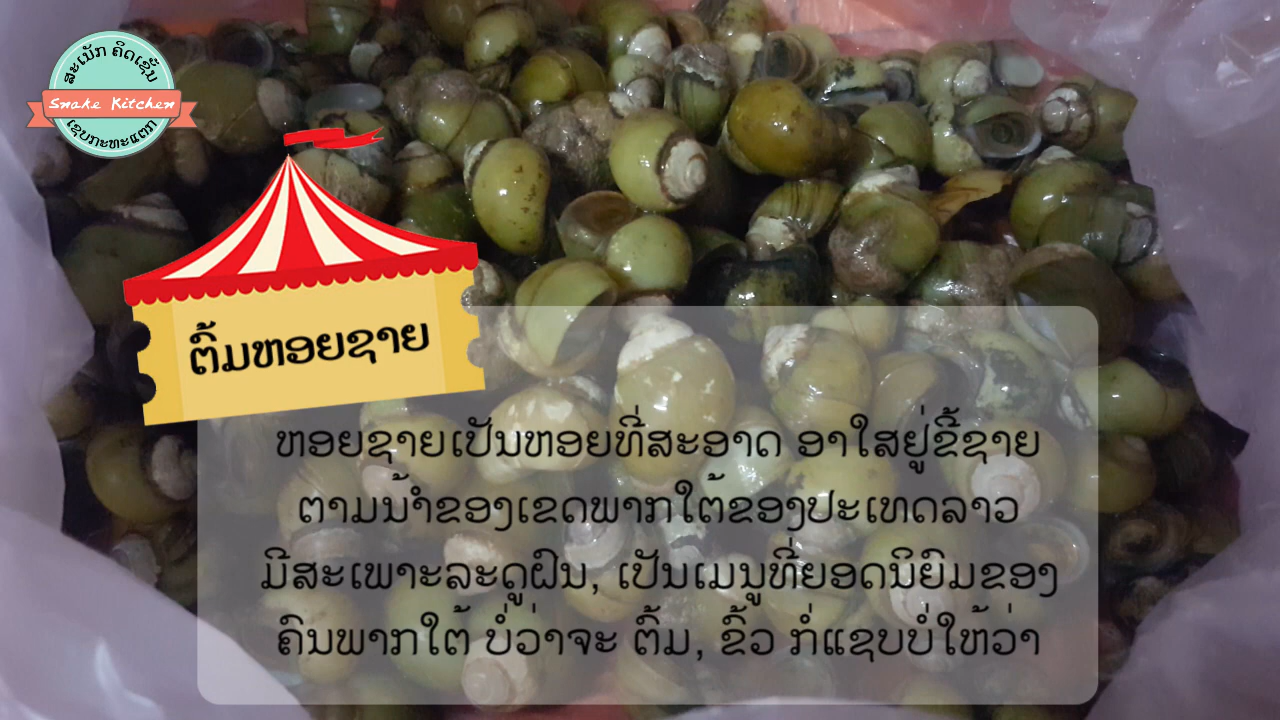 ສະເນັກ ຄິດເຊັ້ນ
Snake Kitchen
ເຊບກະທະແຕກ
ຕົ້ມຫອຍຊາຍ
ຫອຍຊາຍເປັນຫອຍທີ່ສະອາດ ອາໃສຢູ່ຂີ້ຊາຍ
ຕາມນ້ຳຂອງເຂດພາກໃຕ້ຂອງປະເທດລາວ
ມີສະເພາະລະດູຝົນ, ເປັນເມນູທີ່ຍອດນິຍົມຂອງ
ຄົນພາກໃຕ້ ບໍ່ວ່າຈະ ຕົ້ມ, ຂົ້ວ ກໍ່ແຊບບໍ່ໃຫ້ວ່າ